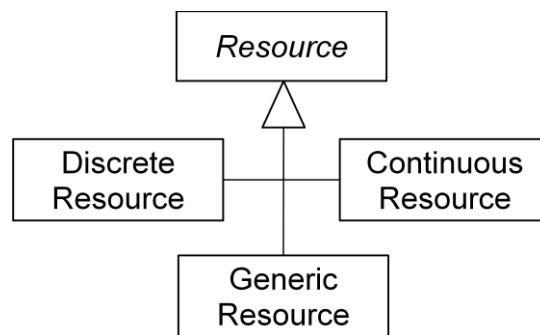 Resource
Discrete
Resource
Continuous
Resource
Generic
Resource